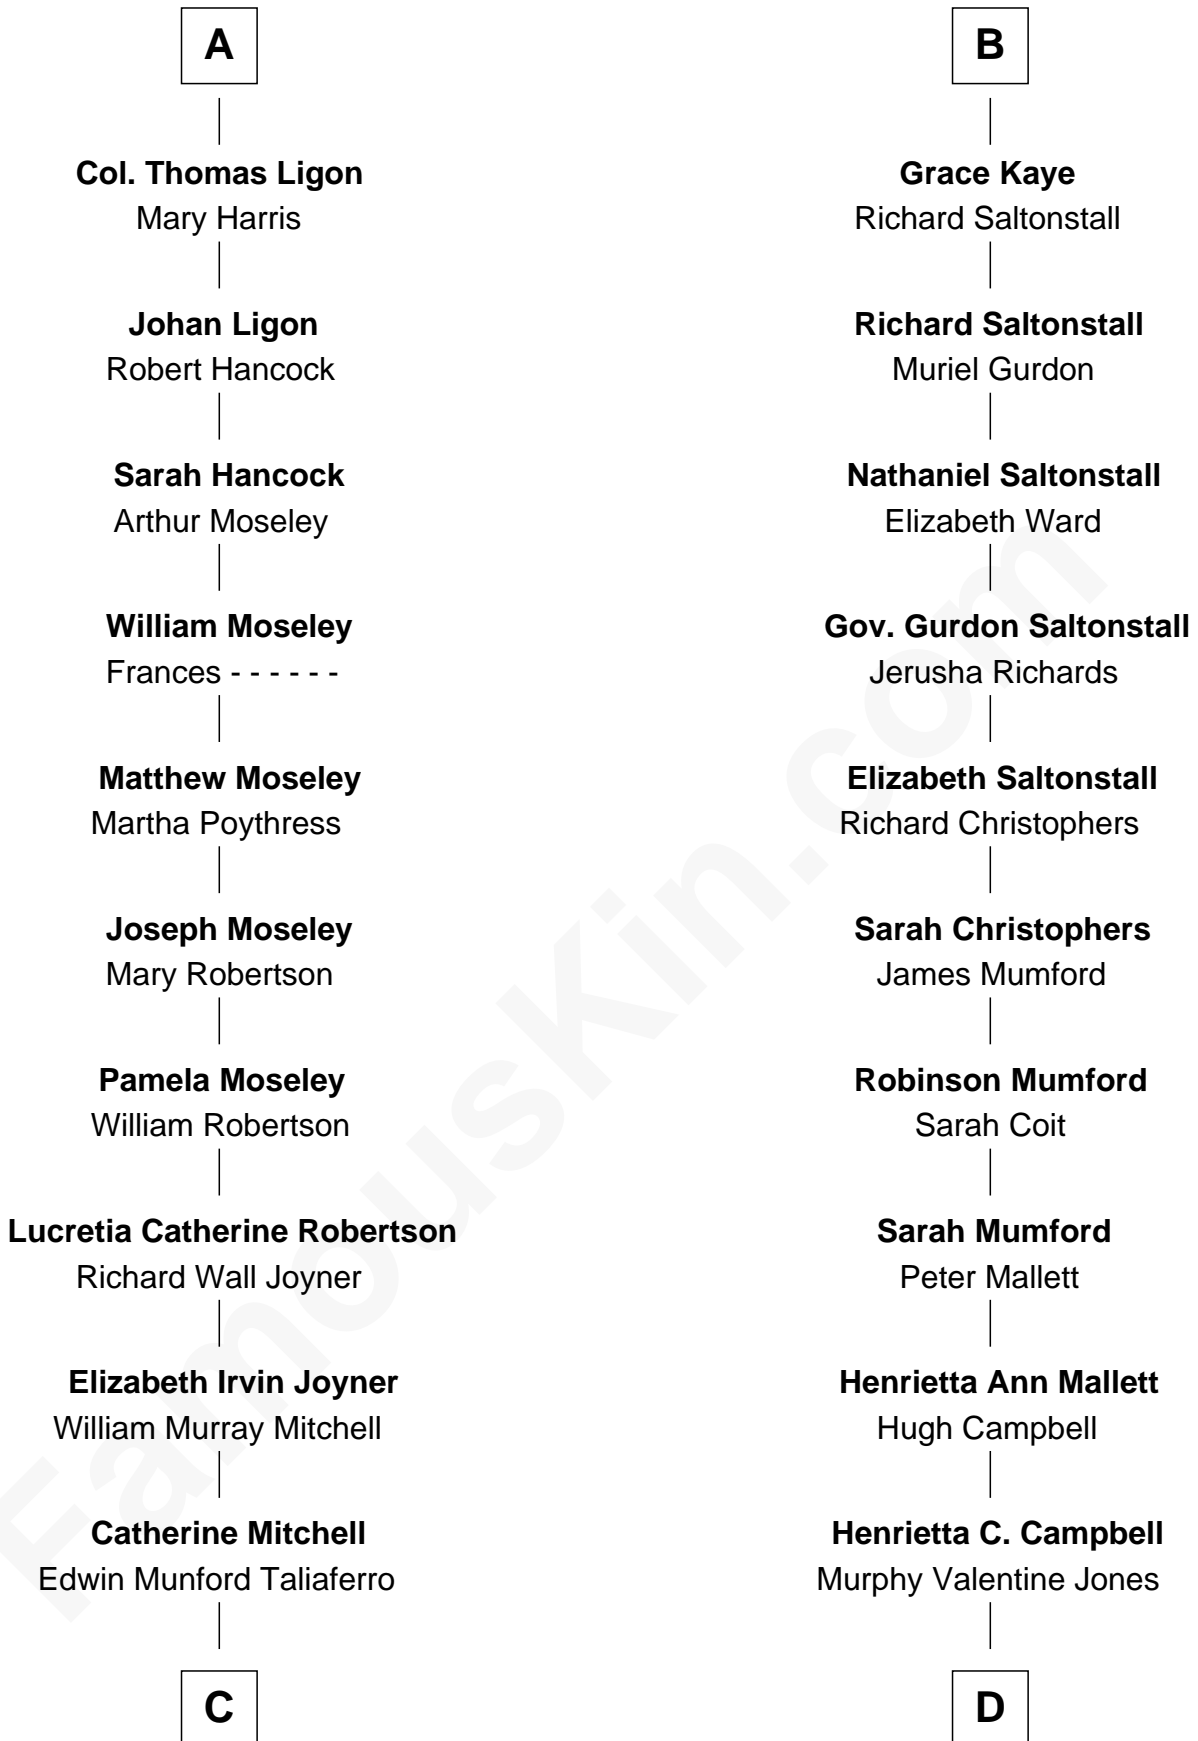 A
Col. Thomas Ligon
Mary Harris
Johan Ligon
Robert Hancock
Sarah Hancock
Arthur Moseley
William Moseley
Frances - - - - - -
Matthew Moseley
Martha Poythress
Joseph Moseley
Mary Robertson
Pamela Moseley
William Robertson
Lucretia Catherine Robertson
Richard Wall Joyner
Elizabeth Irvin Joyner
William Murray Mitchell
Catherine Mitchell
Edwin Munford Taliaferro
C
B
Grace Kaye
Richard Saltonstall
Richard Saltonstall
Muriel Gurdon
Nathaniel Saltonstall
Elizabeth Ward
Gov. Gurdon Saltonstall
Jerusha Richards
Elizabeth Saltonstall
Richard Christophers
Sarah Christophers
James Mumford
Robinson Mumford
Sarah Coit
Sarah Mumford
Peter Mallett
Henrietta Ann Mallett
Hugh Campbell
Henrietta C. Campbell
Murphy Valentine Jones
D
FamousKin.com